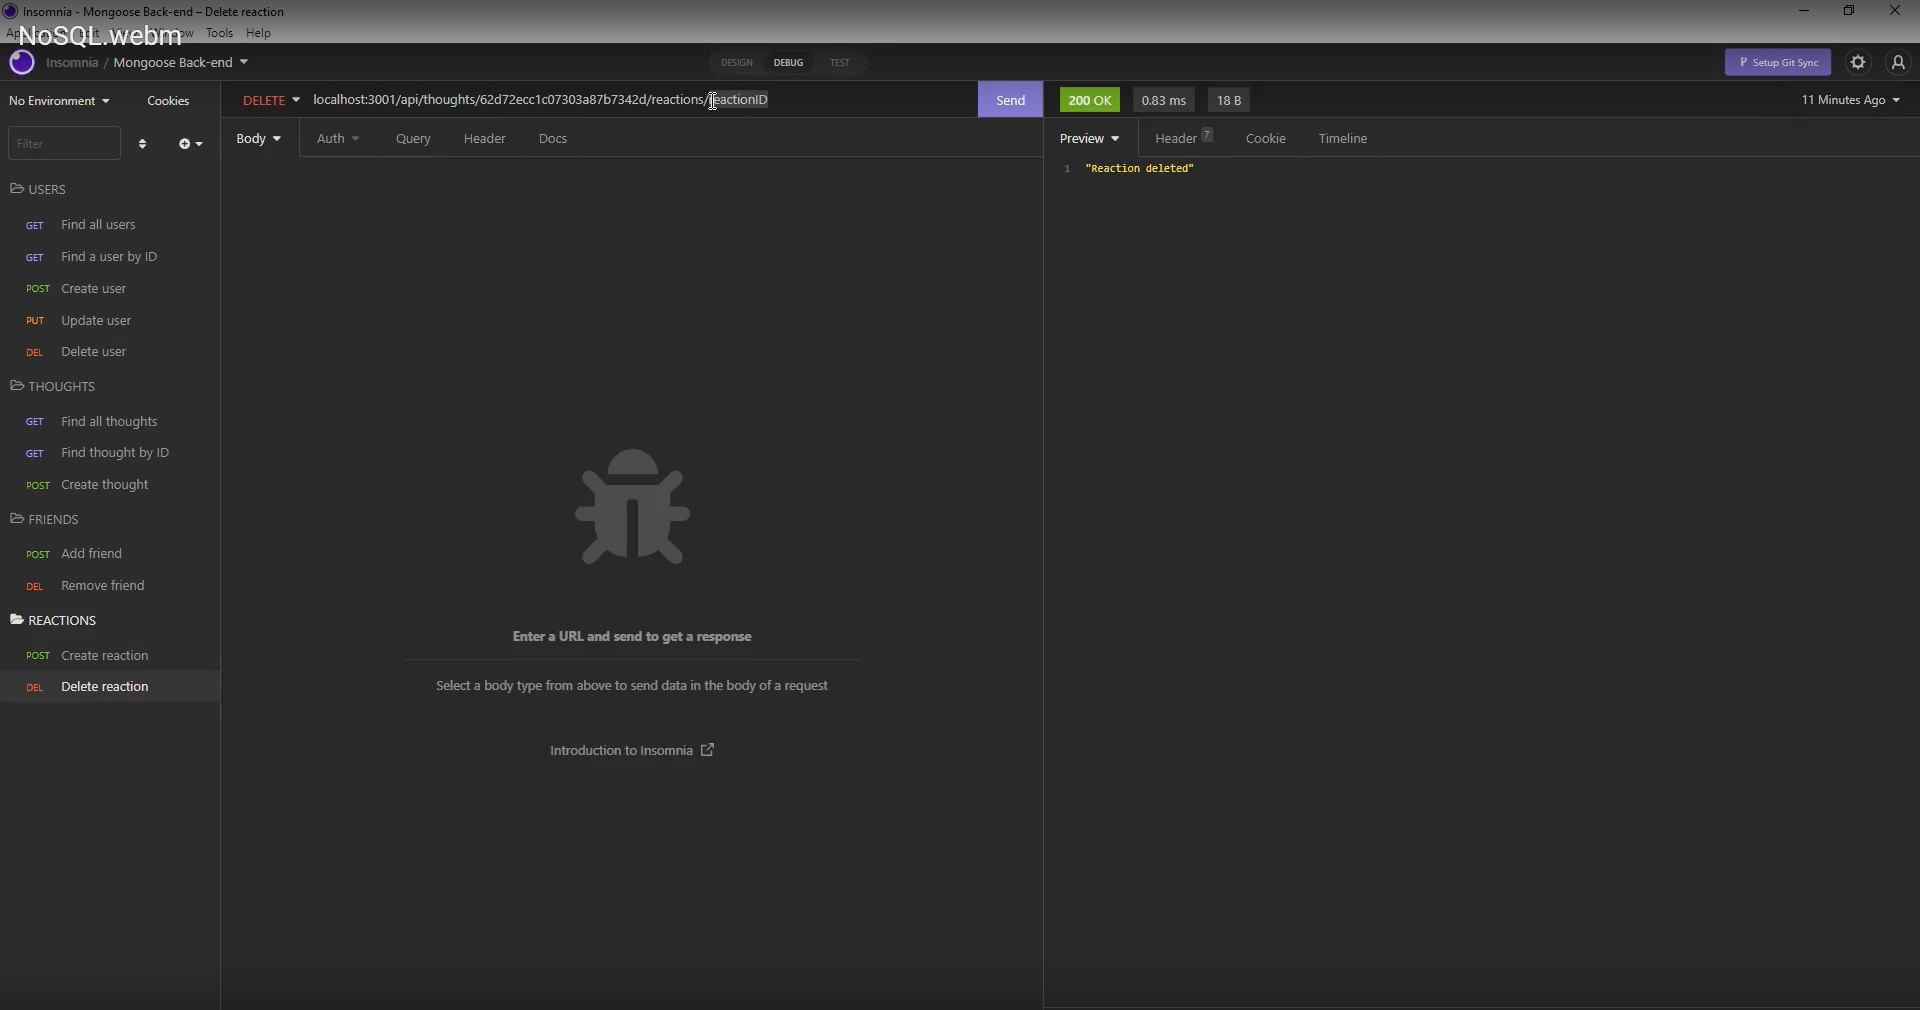 Insomnia - Mongoose Back-end – Delete reaction
NoSQL.webm
Tools Help
Insomnia / Mongoose Back-end
DESIGN DEBUG TEST
Setup Git Sync
No Environment Cookies
DELETE localhost:3001/api/thoughts/62d72ecc1c07303a87b7342d/reactions/reactionID Send
200 OK 0.83 ms 18 B 11 Minutes Ago
Filter
Body Auth Query Header Docs
Preview Header 7 Cookie Timeline
1 "Reaction deleted"
USERS
GET Find all users
GET Find a user by ID
POST Create user
PUT Update user
DEL Delete user
THOUGHTS
GET Find all thoughts
GET Find thought by ID
POST Create thought
FRIENDS
POST Add friend
DEL Remove friend
REACTIONS
POST Create reaction
DEL Delete reaction
Enter a URL and send to get a response
Select a body type from above to send data in the body of a request
Introduction to Insomnia